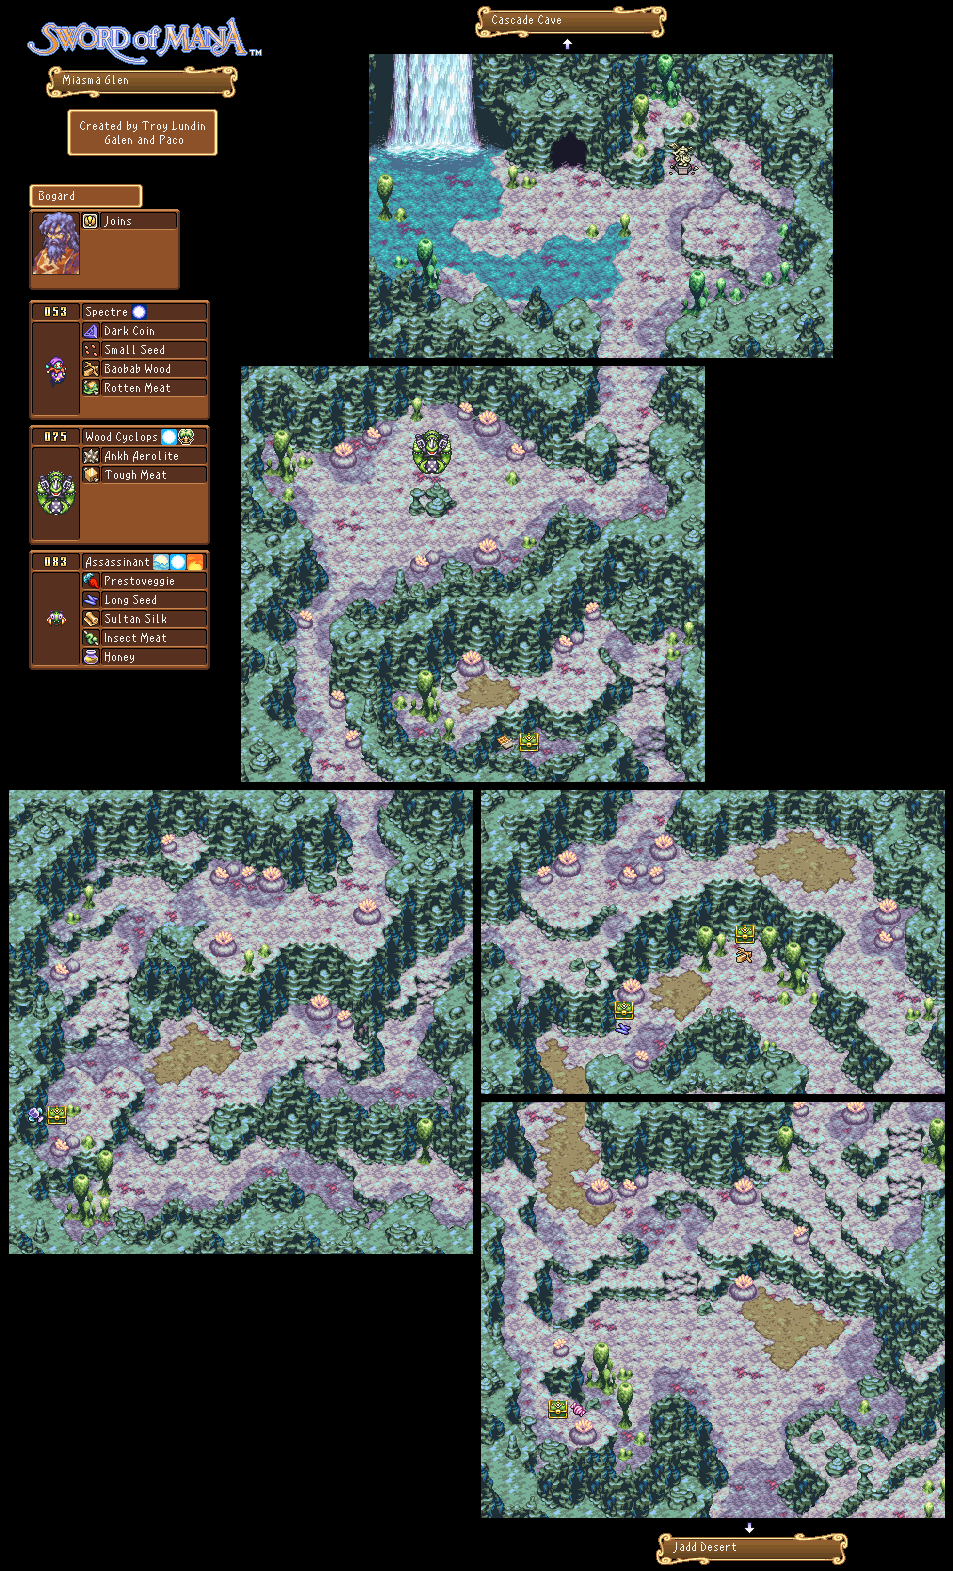 Cascade Cave
SWORD of MANA™
Miasma Glen
Created by Troy Lundin
Galen and Paco
Bogard
Joins
053 Spectre
Dark Coin
Small Seed
Baobab Wood
Rotten Meat
075 Wood Cyclops
Ankh Aerolite
Tough Meat
083 Assassinant
Prestoveggie
Long Seed
Sultan Silk
Insect Meat
Honey
Jadd Desert